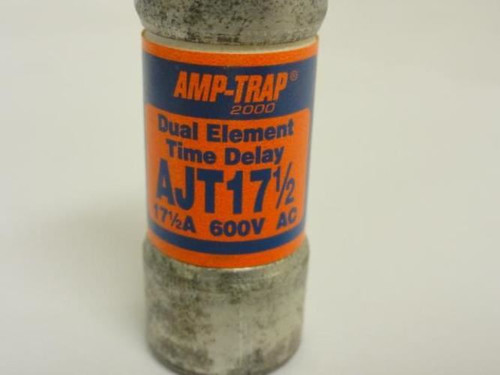 AMP-TRAP®
2000
Dual Element
Time Delay
AJT17½
17½A 600V AC